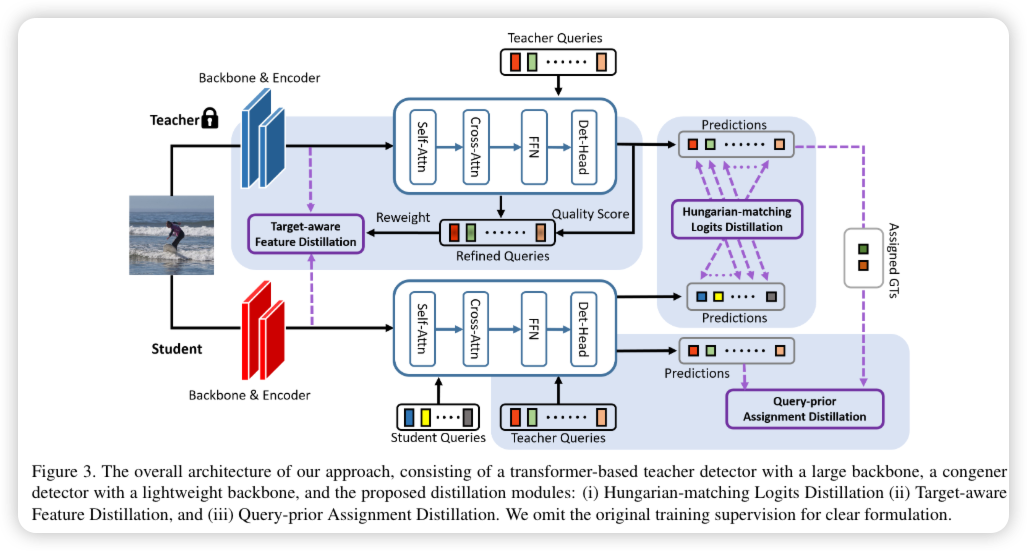 Teacher Queries
Backbone & Encoder
Teacher
Self-Attn
Cross-Attn
FFN
Det-Head
Predictions
Reweight
Quality Score
Target-aware
Feature Distillation
Refined Queries
Hungarian-matching
Logits Distillation
Assigned GTs
Student
Backbone & Encoder
Self-Attn
Cross-Attn
FFN
Det-Head
Predictions
Predictions
Query-prior
Assignment Distillation
Student Queries
Teacher Queries
Figure 3. The overall architecture of our approach, consisting of a transformer-based teacher detector with a large backbone, a congener
detector with a lightweight backbone, and the proposed distillation modules: (i) Hungarian-matching Logits Distillation (ii) Target-aware
Feature Distillation, and (iii) Query-prior Assignment Distillation. We omit the original training supervision for clear formulation.